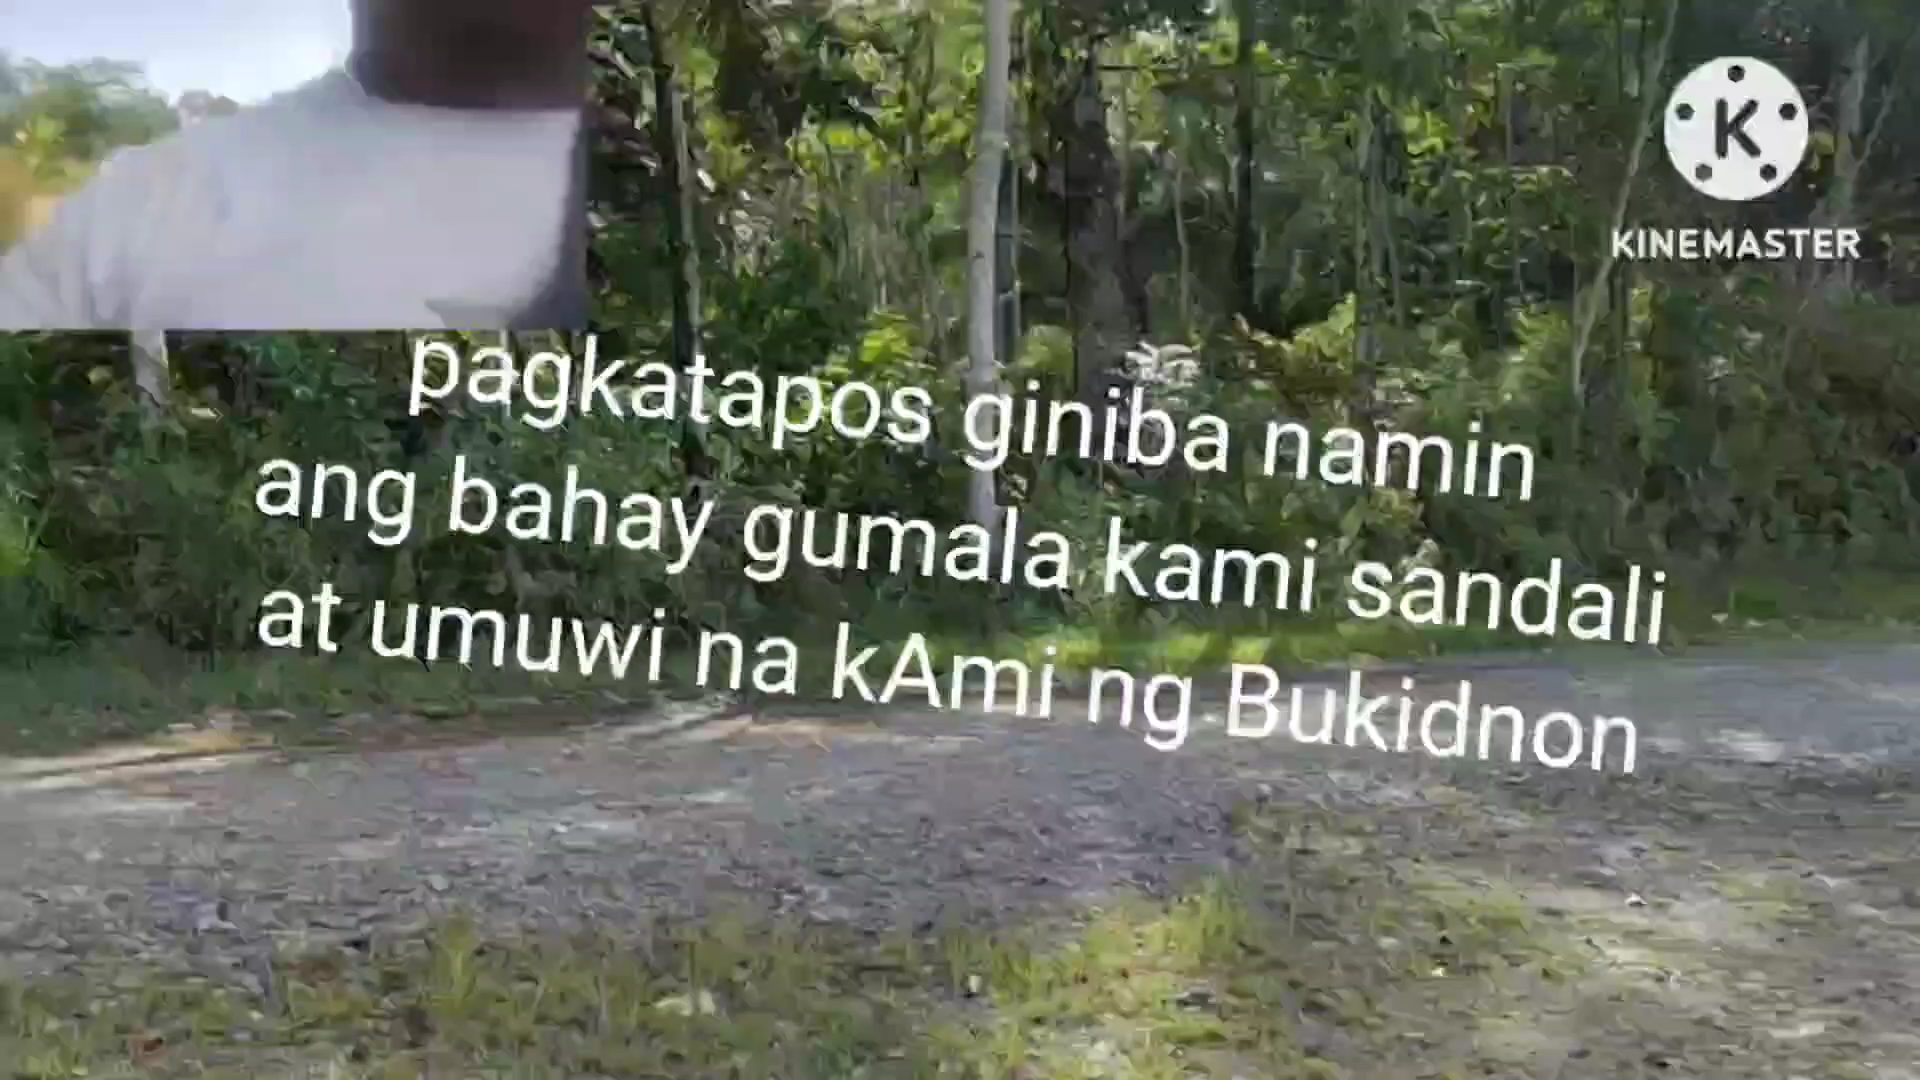 K
KINEMASTER
pagkatapos giniba namin
ang bahay gumala kami sandali
at umuwi na kAmi ng Bukidnon